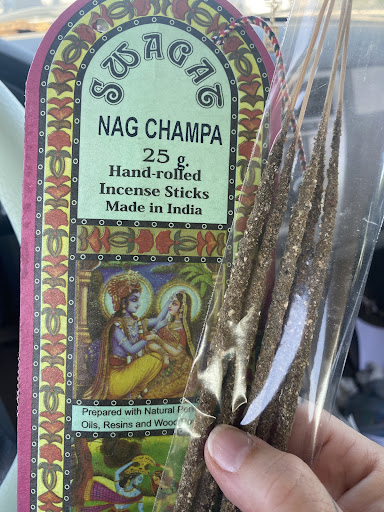 SWAGAT
NAG CHAMPA
25 g.
Hand-rolled
Incense Sticks
Made in India
Prepared with Natural
Oils, Resins and Wood